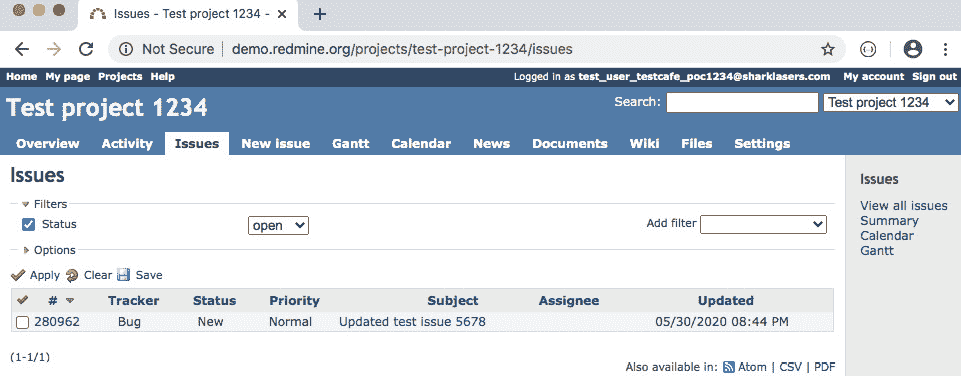 Issues - Test project 1234 -
Not Secure | demo.redmine.org/projects/test-project-1234/issues
Home My page Projects Help Logged in as test_user_testcafe_poc1234@sharklasers.com My account Sign out
Test project 1234 Search: Test project 1234
Overview Activity Issues New issue Gantt Calendar News Documents Wiki Files Settings
Issues
Filters
Status open Add filter
Options
Apply Clear Save
# Tracker Status Priority Subject Assignee Updated
280962 Bug New Normal Updated test issue 5678 05/30/2020 08:44 PM
(1-1/1)
Also available in: Atom | CSV | PDF
Issues
View all issues
Summary
Calendar
Gantt